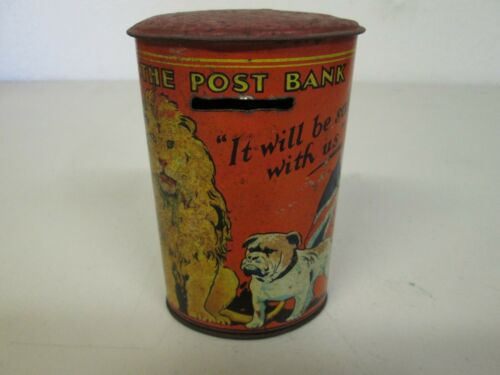 THE POST BANK
"It will be
with us